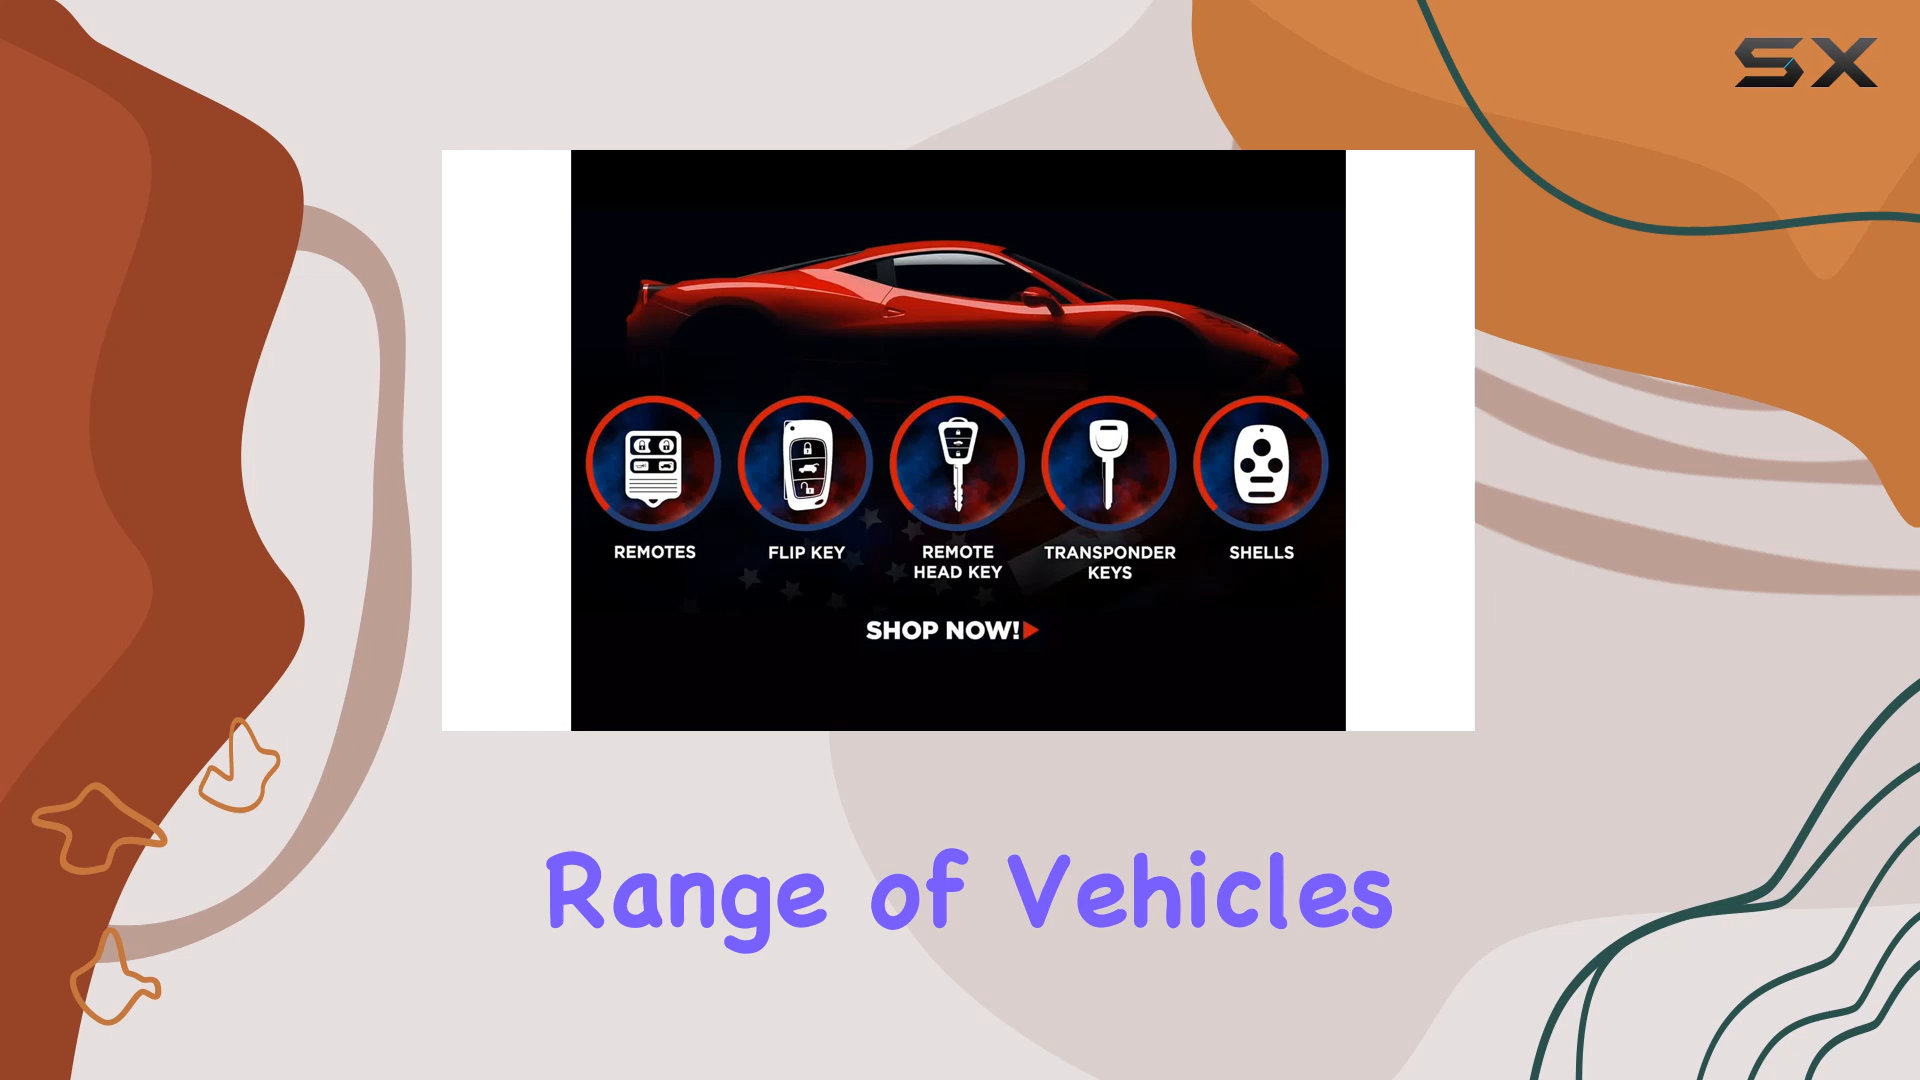 SX
REMOTES
FLIP KEY
REMOTE
HEAD KEY
TRANSPONDER
KEYS
SHELLS
SHOP NOW!
Range of Vehicles